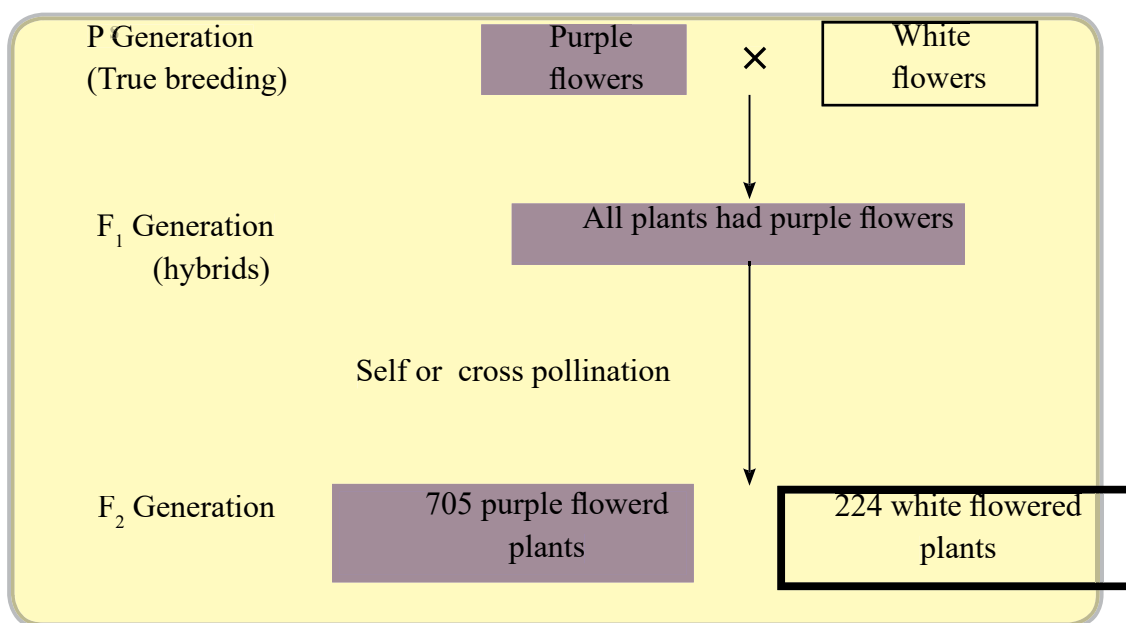 P Generation
(True breeding)
Purple
flowers
×
White
flowers
F₁ Generation
(hybrids)
All plants had purple flowers
Self or cross pollination
F₂ Generation
705 purple flowerd
plants
224 white flowered
plants